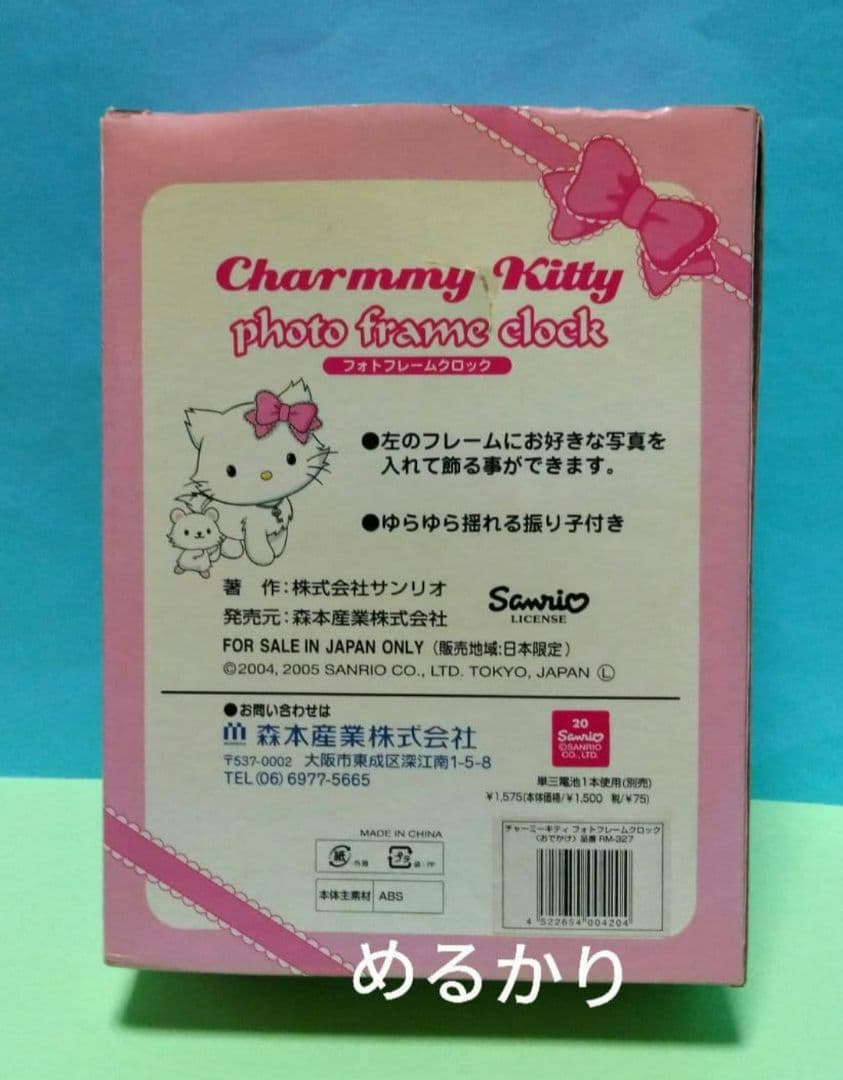 Charmmy Kitty
photo frame clock
フォトフレームクロック
●左のフレームにお好きな写真を
入れて飾る事ができます。
●ゆらゆら揺れる振り子付き
著　作:株式会社サンリオ
発売元:森本産業株式会社
Sanrio
LICENSE
FOR SALE IN JAPAN ONLY (販売地域:日本限定)
©2004, 2005 SANRIO CO., LTD. TOKYO, JAPAN Ⓛ
●お問い合わせは
森本産業株式会社
〒537-0002 大阪市東成区深江南1-5-8
TEL(06)6977-5665
20
Sanrio
©SANRIO
CO., LTD.
単三電池1本使用(別売)
¥1,575(本体価格/¥1,500 税/¥75)
MADE IN CHINA
紙 外箱
プラ 袋:PP
本体主素材 ABS
チャーミーキティ フォトフレームクロック
(おでかけ) 品番 RM-327
4 522654 004204
めるかり